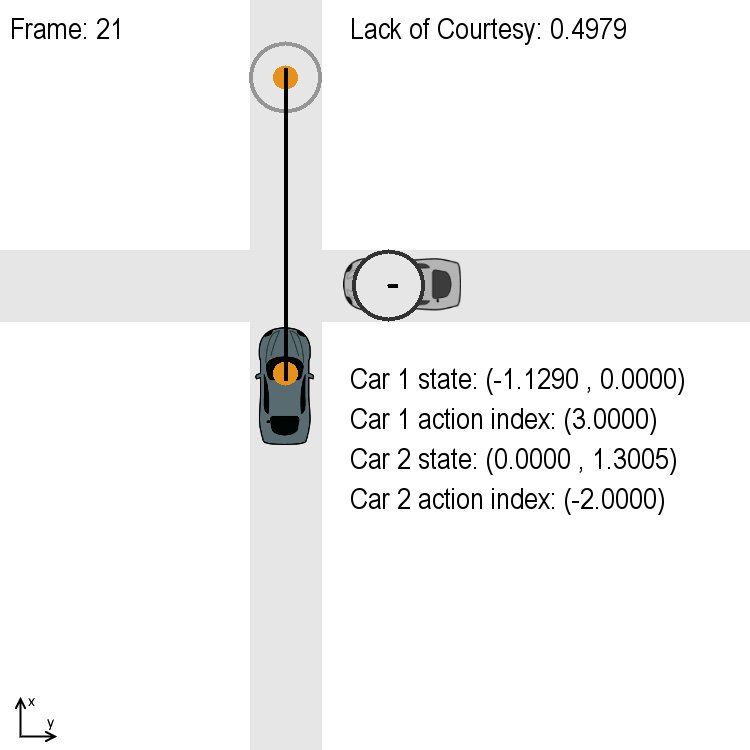 Frame: 21
Lack of Courtesy: 0.4979
Car 1 state: (-1.1290 , 0.0000)
Car 1 action index: (3.0000)
Car 2 state: (0.0000 , 1.3005)
Car 2 action index: (-2.0000)
x
y